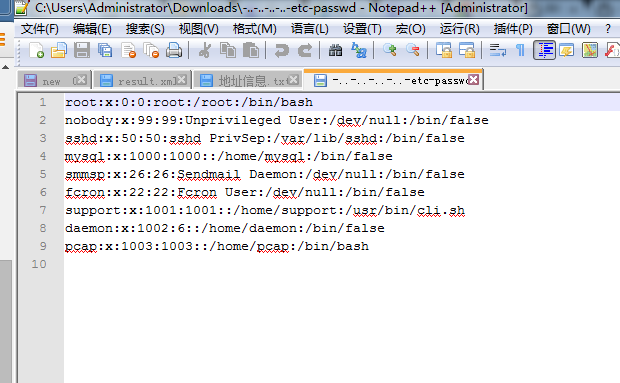 C:\Users\Administrator\Downloads\-..-..-..-..-etc-passwd - Notepad++ [Administrator]
文件(F) 编辑(E) 搜索(S) 视图(V) 格式(M) 语言(L) 设置(T) 宏(O) 运行(R) 插件(P) 窗口(W) ?
new 0 result.xml 地址信息.txt -..-..-..-..-etc-passwd
1 root:x:0:0:root:/root:/bin/bash
2 nobody:x:99:99:Unprivileged User:/dev/null:/bin/false
3 sshd:x:50:50:sshd PrivSep:/var/lib/sshd:/bin/false
4 mysql:x:1000:1000::/home/mysql:/bin/false
5 smmsp:x:26:26:Sendmail Daemon:/dev/null:/bin/false
6 fcron:x:22:22:Fcron User:/dev/null:/bin/false
7 support:x:1001:1001::/home/support:/usr/bin/cli.sh
8 daemon:x:1002:6::/home/daemon:/bin/false
9 pcap:x:1003:1003::/home/pcap:/bin/bash
10